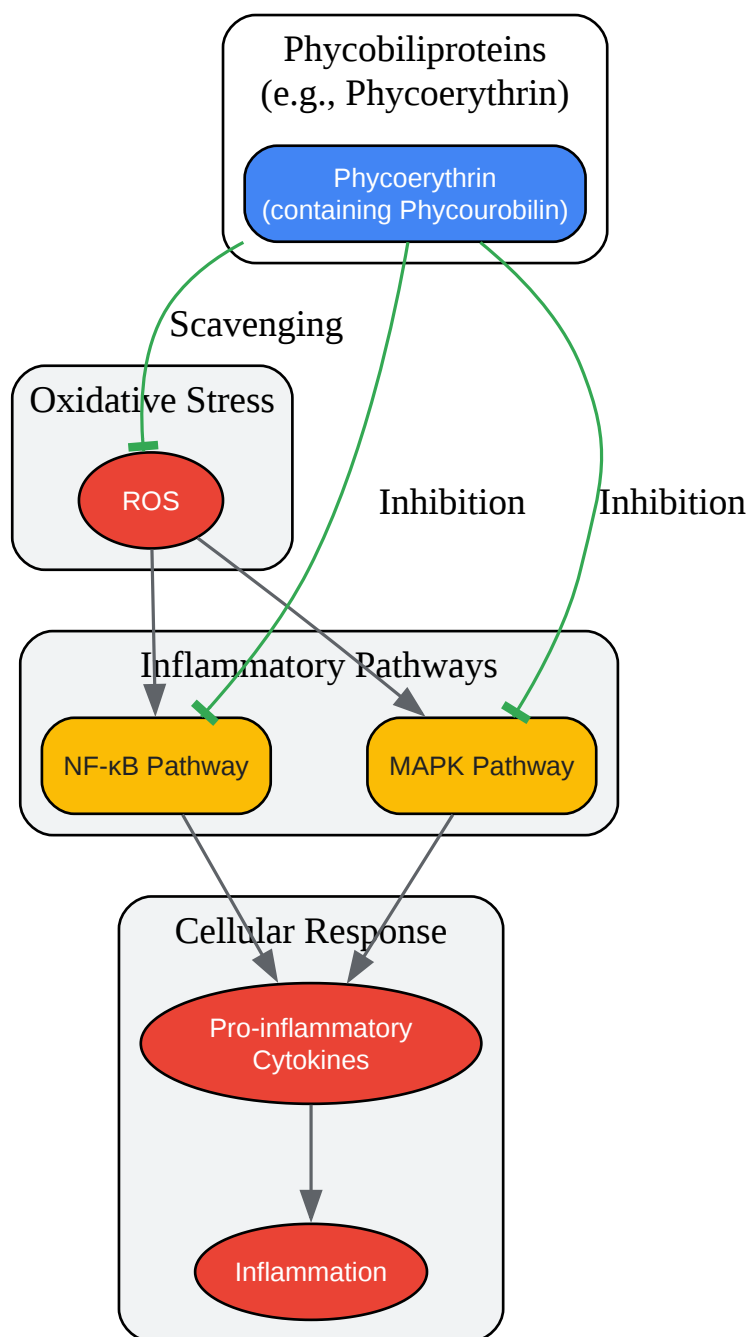 Phycobiliproteins
(e.g., Phycoerythrin)
Phycoerythrin
(containing Phycourobilin)
Scavenging
Oxidative Stress
ROS
Inhibition
Inhibition
Inflammatory Pathways
NF-κB Pathway
MAPK Pathway
Cellular Response
Pro-inflammatory
Cytokines
Inflammation